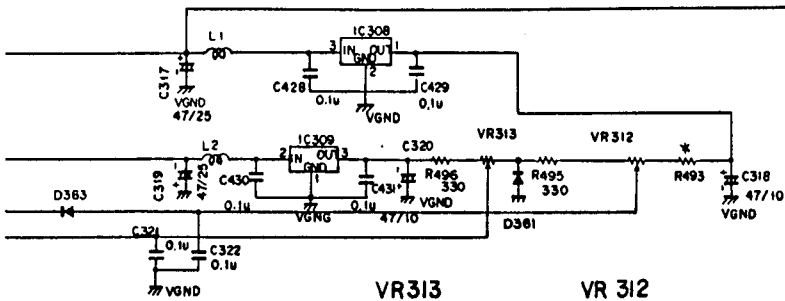 L1
IC308
3 IN OUT 1
GND
2
C317
VGND
47/25
C428
0.1u
C429
0.1u
VGND
L2
IC309
2 IN OUT 3
GND
1
C320
VR313
VR312
*
C319
47/25
C430
0.1u
VGNG
C431
0.1u
47/10
VGND
R496
330
R495
330
R493
C318
47/10
VGND
D363
D361
C321
0.1u
C322
0.1u
VGND
VR313
VR 312